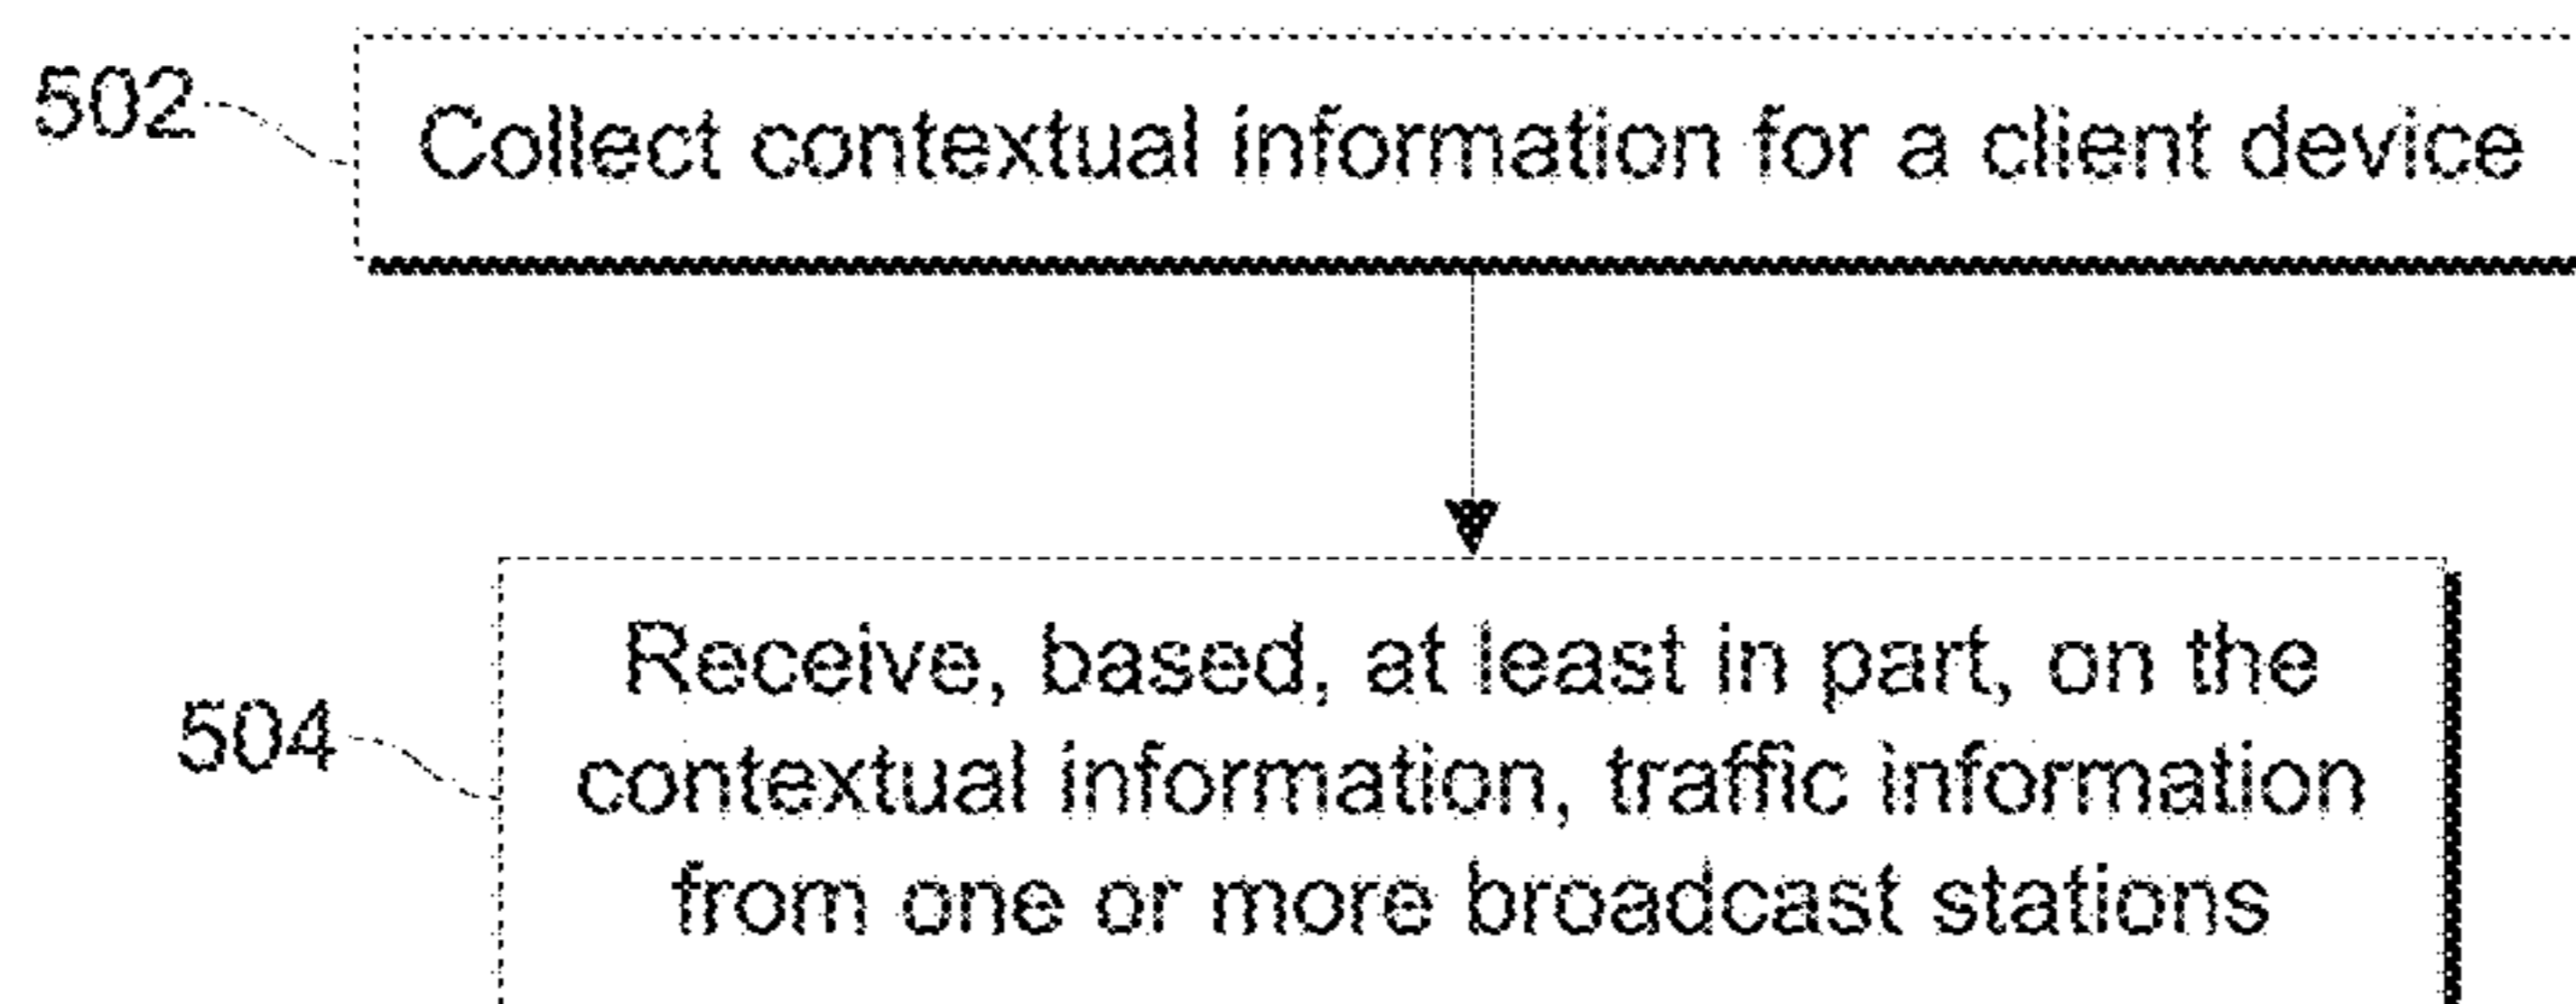 502
Collect contextual information for a client device
504
Receive, based, at least in part, on the
contextual information, traffic information
from one or more broadcast stations